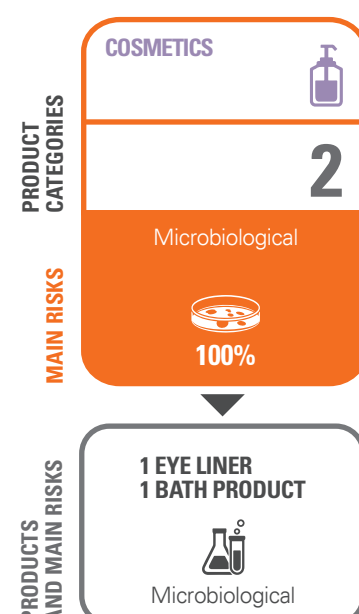 COSMETICS
PRODUCT
CATEGORIES
2
Microbiological
MAIN RISKS
100%
1 EYE LINER
1 BATH PRODUCT
PRODUCTS
AND MAIN RISKS
Microbiological